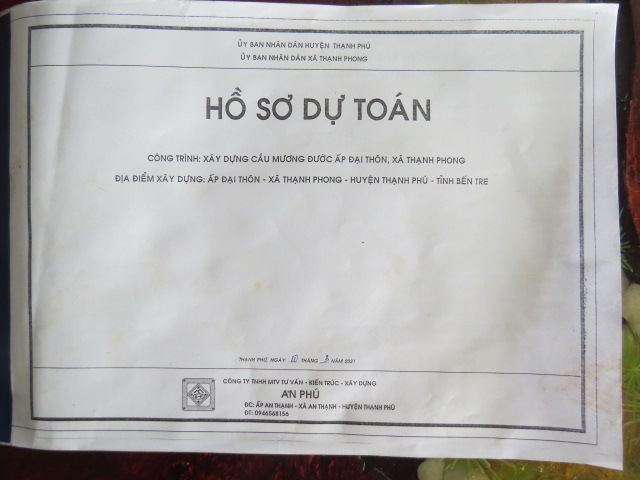 ỦY BAN NHÂN DÂN HUYỆN THẠNH PHÚ
ỦY BAN NHÂN DÂN XÃ THẠNH PHONG
HỒ SƠ DỰ TOÁN
CÔNG TRÌNH: XÂY DỰNG CẦU MƯƠNG ĐƯỚC ẤP ĐẠI THÔN, XÃ THẠNH PHONG
ĐỊA ĐIỂM XÂY DỰNG: ẤP ĐẠI THÔN - XÃ THẠNH PHONG - HUYỆN THẠNH PHÚ - TỈNH BẾN TRE
THẠNH PHÚ, NGÀY 10 THÁNG 3 NĂM 2021
CÔNG TY TNHH MTV TƯ VẤN - KIẾN TRÚC - XÂY DỰNG
AN PHÚ
ĐC: ẤP AN THẠNH - XÃ AN THẠNH - HUYỆN THẠNH PHÚ
ĐT: 0946568156